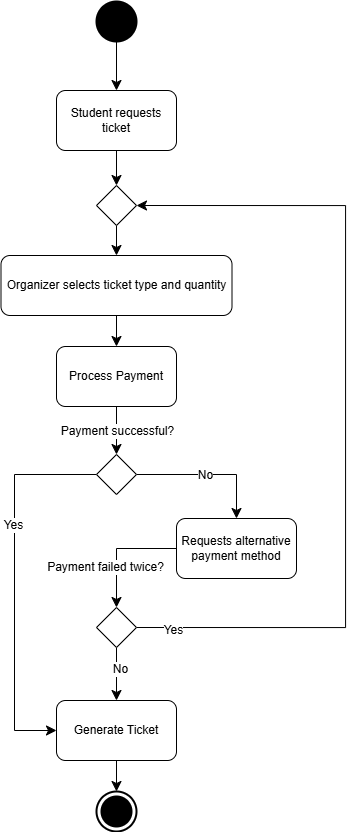 Student requests
ticket
Organizer selects ticket type and quantity
Process Payment
Payment successful?
No
Yes
Requests alternative
payment method
Payment failed twice?
Yes
No
Generate Ticket